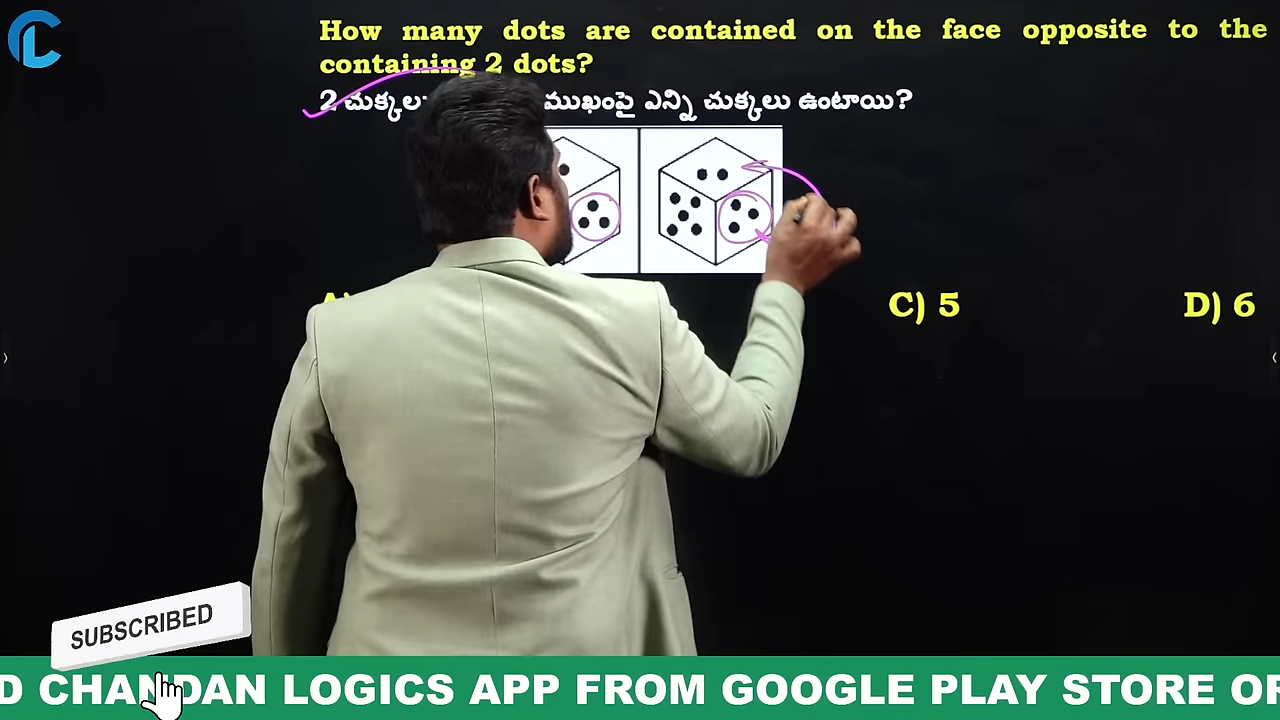 How many dots are contained on the face opposite to the
containing 2 dots?
2 ముఖంపై ఎన్ని చుక్కలు ఉంటాయి?
C) 5
D) 6
SUBSCRIBED
D CHANDAN LOGICS APP FROM GOOGLE PLAY STORE OR